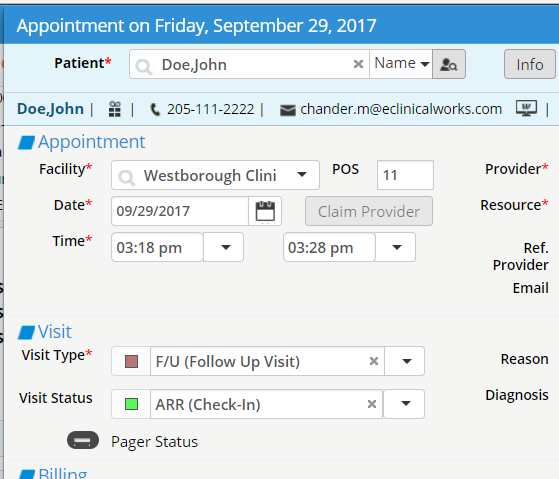 Appointment on Friday, September 29, 2017
Patient* Doe,John Name Info
Doe,John | | 205-111-2222 | chander.m@eclinicalworks.com W |
Appointment
Facility* Westborough Clini POS 11 Provider*
Date* 09/29/2017 Claim Provider Resource*
Time* 03:18 pm 03:28 pm Ref.
Provider
Email
Visit
Visit Type* F/U (Follow Up Visit) Reason
Visit Status ARR (Check-In) Diagnosis
Pager Status
Billing